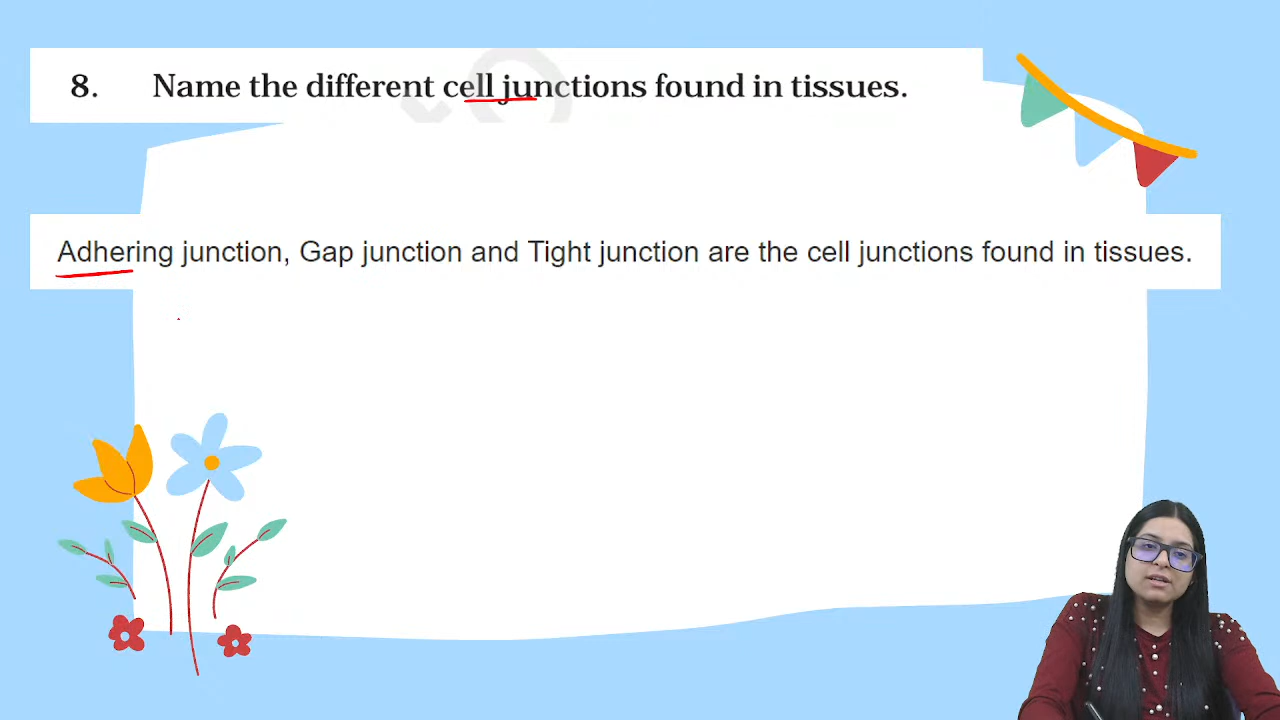 8. Name the different cell junctions found in tissues.
Adhering junction, Gap junction and Tight junction are the cell junctions found in tissues.